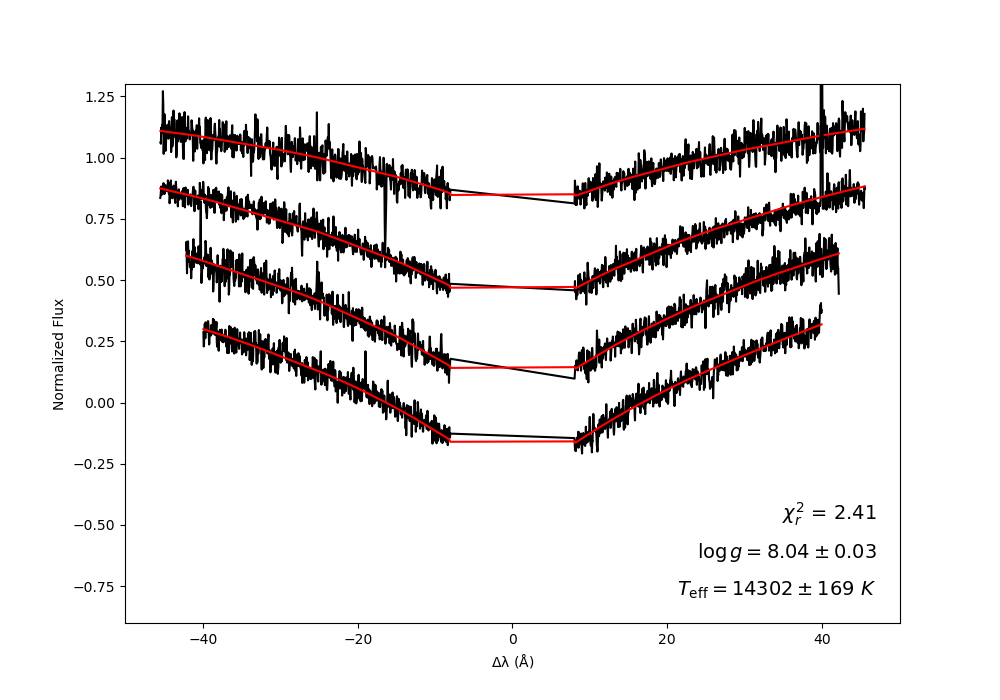 1.25
1.00
0.75
0.50
0.25
0.00
−0.25
−0.50
−0.75
Normalized Flux
χ²ᵣ = 2.41
log g = 8.04 ± 0.03
T_eff = 14302 ± 169 K
−40 −20 0 20 40
Δλ (Å)